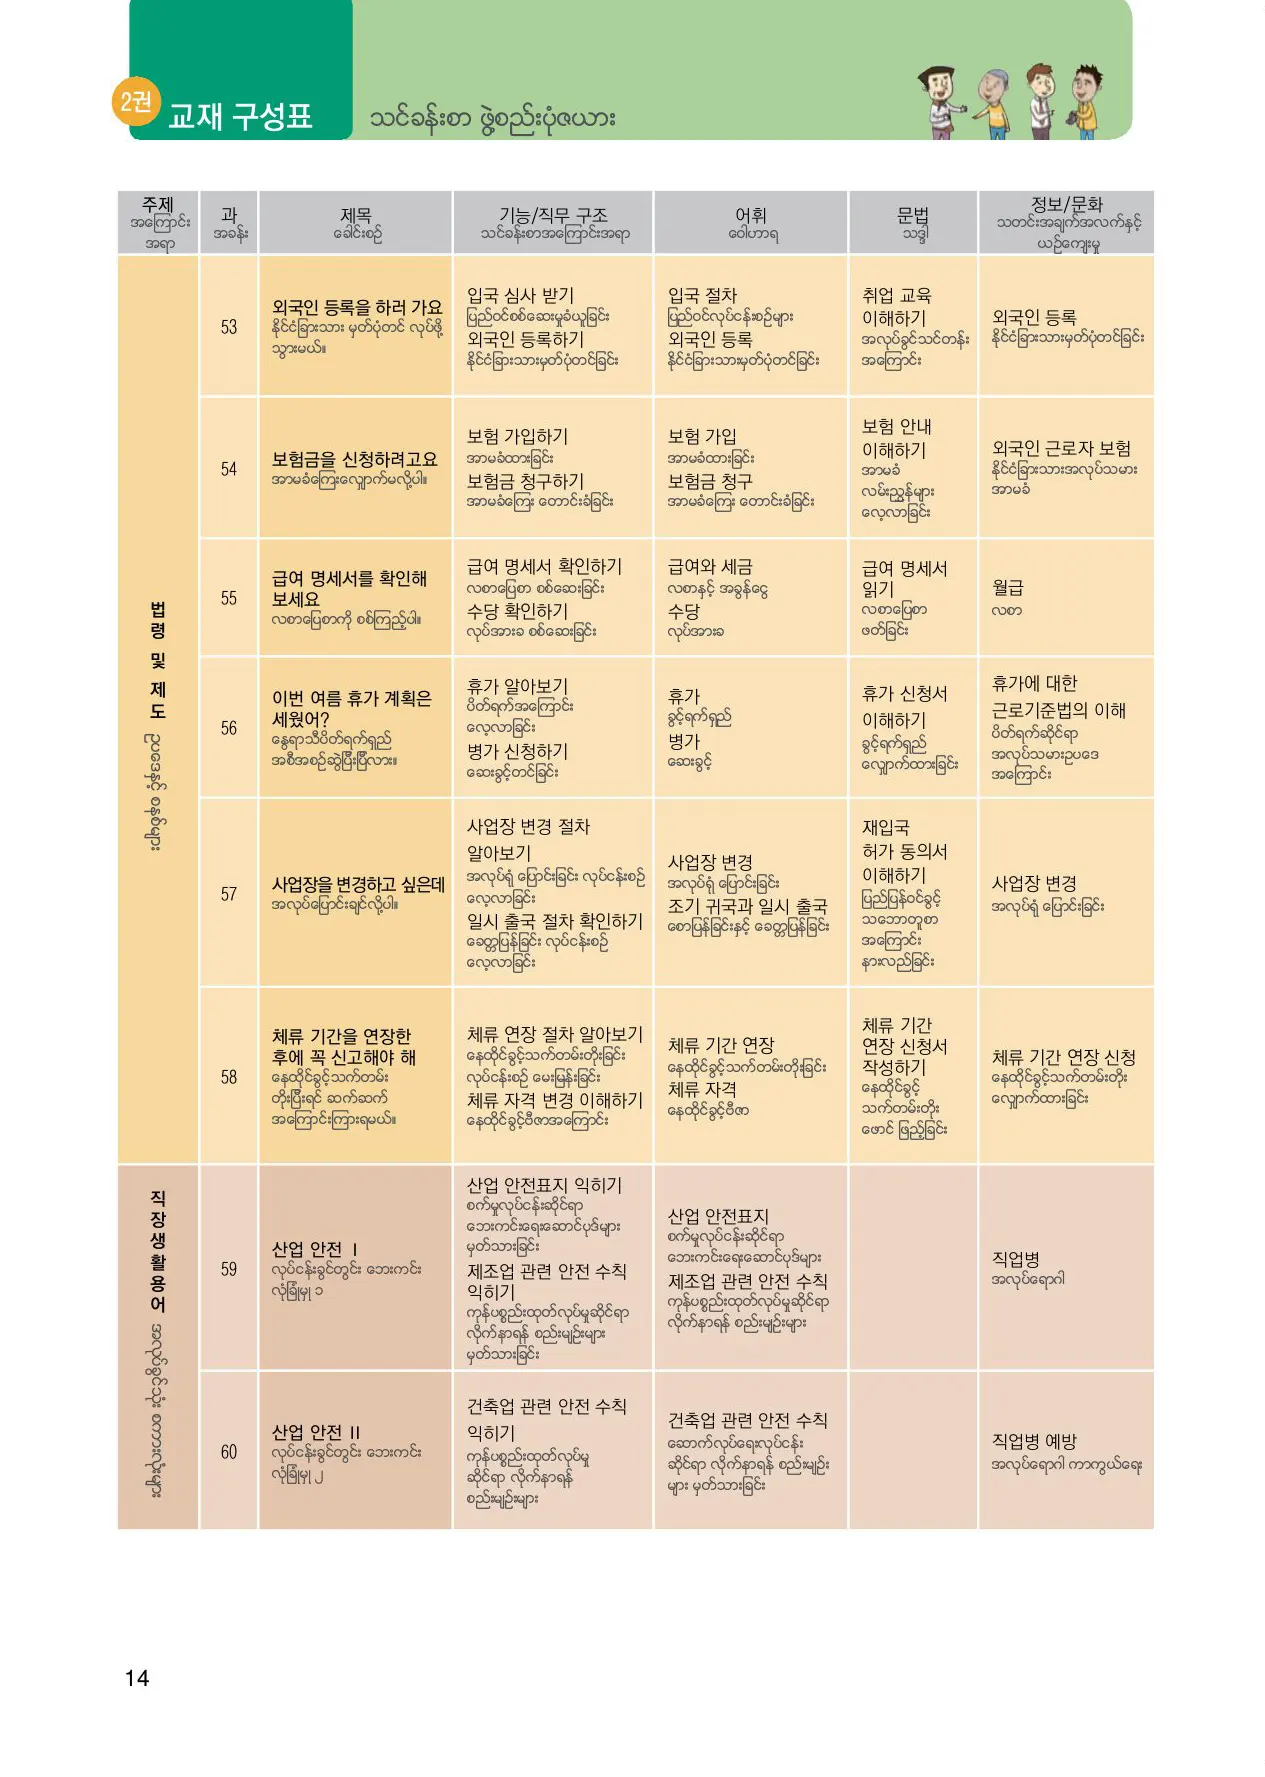 2권
교재 구성표
သင်ခန်းစာ ဖွဲ့စည်းပုံဇယား
주제
အကြောင်း
အရာ
과
အခန်း
제목
ခေါင်းစဉ်
기능/직무 구조
သင်ခန်းစာအကြောင်းအရာ
어휘
ဝေါဟာရ
문법
သဒ္ဒါ
정보/문화
သတင်းအချက်အလက်နှင့်
ယဉ်ကျေးမှု
법령 및 제도 ဥပဒေနှင့် စနစ်များ
53
외국인 등록을 하러 가요
နိုင်ငံခြားသား မှတ်ပုံတင် လုပ်ဖို့
သွားမယ်။
입국 심사 받기
ပြည်ဝင်စစ်ဆေးမှုခံယူခြင်း
외국인 등록하기
နိုင်ငံခြားသားမှတ်ပုံတင်ခြင်း
입국 절차
ပြည်ဝင်လုပ်ငန်းစဉ်များ
외국인 등록
နိုင်ငံခြားသားမှတ်ပုံတင်ခြင်း
취업 교육
이해하기
အလုပ်ခွင်သင်တန်း
အကြောင်း
외국인 등록
နိုင်ငံခြားသားမှတ်ပုံတင်ခြင်း
54
보험금을 신청하려고요
အာမခံကြေးလျှောက်မလို့ပါ။
보험 가입하기
အာမခံထားခြင်း
보험금 청구하기
အာမခံကြေး တောင်းခံခြင်း
보험 가입
အာမခံထားခြင်း
보험금 청구
အာမခံကြေး တောင်းခံခြင်း
보험 안내
이해하기
အာမခံ
လမ်းညွှန်များ
လေ့လာခြင်း
외국인 근로자 보험
နိုင်ငံခြားသားအလုပ်သမား
အာမခံ
55
급여 명세서를 확인해
보세요
လစာပြေစာကို စစ်ကြည့်ပါ။
급여 명세서 확인하기
လစာပြေစာ စစ်ဆေးခြင်း
수당 확인하기
လုပ်အားခ စစ်ဆေးခြင်း
급여와 세금
လစာနှင့် အခွန်ငွေ
수당
လုပ်အားခ
급여 명세서
읽기
လစာပြေစာ
ဖတ်ခြင်း
월급
လစာ
56
이번 여름 휴가 계획은
세웠어?
နွေရာသီပိတ်ရက်ရှည်
အစီအစဉ်ဆွဲပြီးပြီလား။
휴가 알아보기
ပိတ်ရက်အကြောင်း
လေ့လာခြင်း
병가 신청하기
ဆေးခွင့်တင်ခြင်း
휴가
ခွင့်ရက်ရှည်
병가
ဆေးခွင့်
휴가 신청서
이해하기
ခွင့်ရက်ရှည်
လျှောက်ထားခြင်း
휴가에 대한
근로기준법의 이해
ပိတ်ရက်ဆိုင်ရာ
အလုပ်သမားဥပဒေ
အကြောင်း
57
사업장을 변경하고 싶은데
အလုပ်ပြောင်းချင်လို့ပါ။
사업장 변경 절차
알아보기
အလုပ်ရုံ ပြောင်းခြင်း လုပ်ငန်းစဉ်
လေ့လာခြင်း
일시 출국 절차 확인하기
ခေတ္တပြန်ခြင်း လုပ်ငန်းစဉ်
လေ့လာခြင်း
사업장 변경
အလုပ်ရုံ ပြောင်းခြင်း
조기 귀국과 일시 출국
စောပြန်ခြင်းနှင့် ခေတ္တပြန်ခြင်း
재입국
허가 동의서
이해하기
ပြည်ပြန်ဝင်ခွင့်
သဘောတူစာ
အကြောင်း
နားလည်ခြင်း
사업장 변경
အလုပ်ရုံ ပြောင်းခြင်း
58
체류 기간을 연장한
후에 꼭 신고해야 해
နေထိုင်ခွင့်သက်တမ်း
တိုးပြီးရင် ဆက်ဆက်
အကြောင်းကြားရမယ်။
체류 연장 절차 알아보기
နေထိုင်ခွင့်သက်တမ်းတိုးခြင်း
လုပ်ငန်းစဉ် မေးမြန်းခြင်း
체류 자격 변경 이해하기
နေထိုင်ခွင့်ဗီဇာအကြောင်း
체류 기간 연장
နေထိုင်ခွင့်သက်တမ်းတိုးခြင်း
체류 자격
နေထိုင်ခွင့်ဗီဇာ
체류 기간
연장 신청서
작성하기
နေထိုင်ခွင့်
သက်တမ်းတိုး
ဖောင် ဖြည့်ခြင်း
체류 기간 연장 신청
နေထိုင်ခွင့်သက်တမ်းတိုး
လျှောက်ထားခြင်း
직장생활용어 အလုပ်ခွင်သုံး စကားလုံးများ
59
산업 안전 I
လုပ်ငန်းခွင်တွင်း ဘေးကင်း
လုံခြုံမှု ၁
산업 안전표지 익히기
စက်မှုလုပ်ငန်းဆိုင်ရာ
ဘေးကင်းရေးဆောင်ပုဒ်များ
မှတ်သားခြင်း
제조업 관련 안전 수칙
익히기
ကုန်ပစ္စည်းထုတ်လုပ်မှုဆိုင်ရာ
လိုက်နာရန် စည်းမျဉ်းများ
မှတ်သားခြင်း
산업 안전표지
စက်မှုလုပ်ငန်းဆိုင်ရာ
ဘေးကင်းရေးဆောင်ပုဒ်များ
제조업 관련 안전 수칙
ကုန်ပစ္စည်းထုတ်လုပ်မှုဆိုင်ရာ
လိုက်နာရန် စည်းမျဉ်းများ
직업병
အလုပ်ရောဂါ
60
산업 안전 II
လုပ်ငန်းခွင်တွင်း ဘေးကင်း
လုံခြုံမှု ၂
건축업 관련 안전 수칙
익히기
ကုန်ပစ္စည်းထုတ်လုပ်မှု
ဆိုင်ရာ လိုက်နာရန်
စည်းမျဉ်းများ
건축업 관련 안전 수칙
ဆောက်လုပ်ရေးလုပ်ငန်း
ဆိုင်ရာ လိုက်နာရန် စည်းမျဉ်း
များ မှတ်သားခြင်း
직업병 예방
အလုပ်ရောဂါ ကာကွယ်ရေး
14